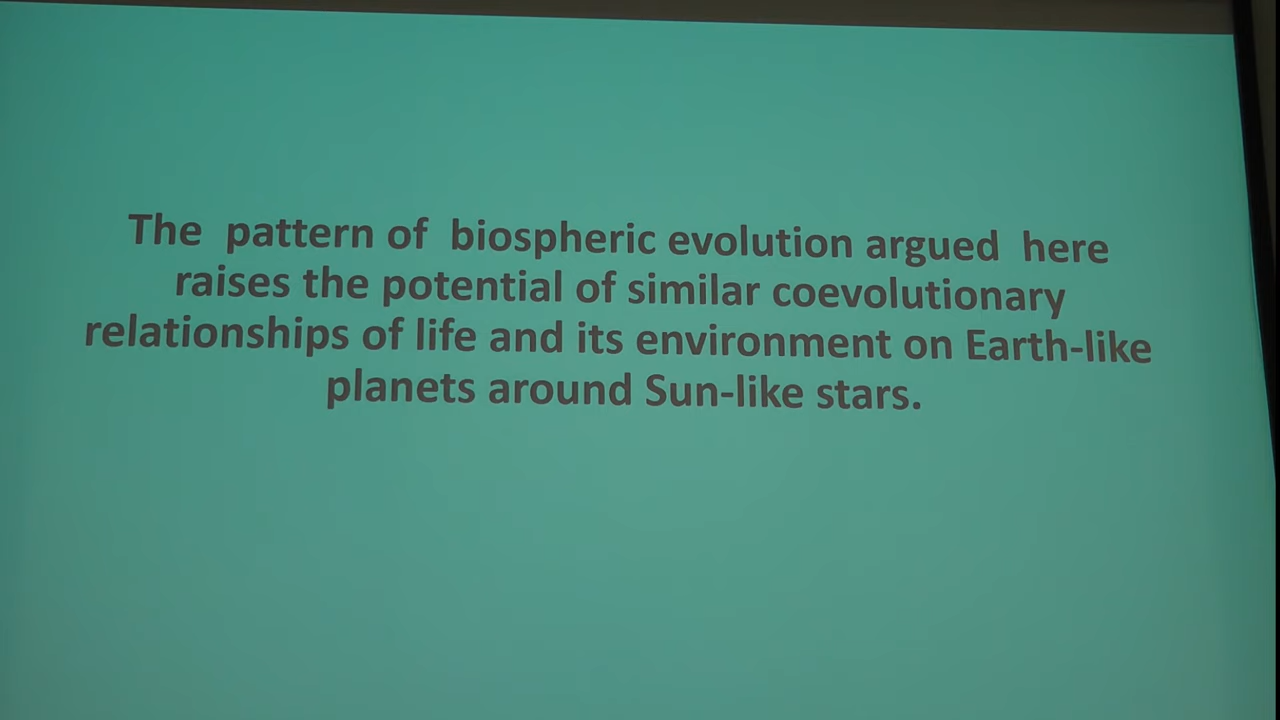 The pattern of biospheric evolution argued here
raises the potential of similar coevolutionary
relationships of life and its environment on Earth-like
planets around Sun-like stars.